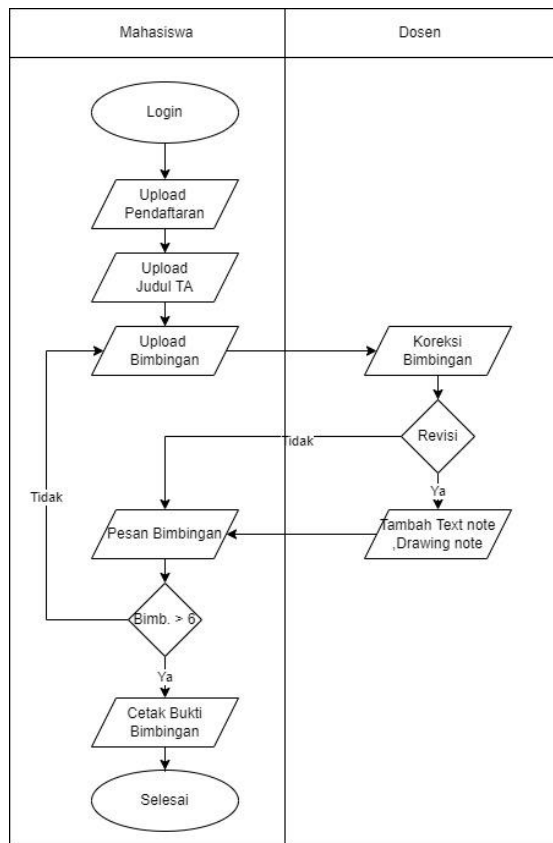 Mahasiswa
Dosen
Login
Upload
Pendaftaran
Upload
Judul TA
Upload
Bimbingan
Koreksi
Bimbingan
Revisi
Tidak
Ya
Tidak
Pesan Bimbingan
Tambah Text note
,Drawing note
Bimb. > 6
Ya
Cetak Bukti
Bimbingan
Selesai